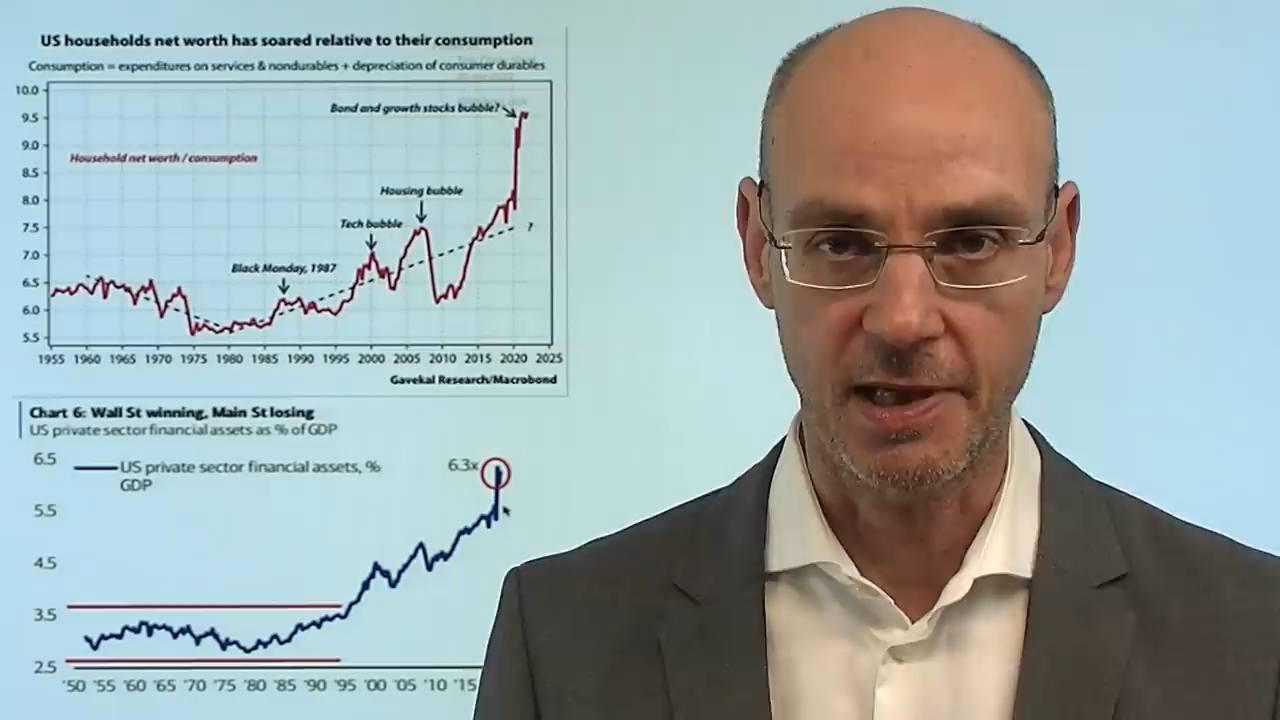 US households net worth has soared relative to their consumption
Consumption = expenditures on services & nondurables + depreciation of consumer durables
10.0
9.5
9.0
8.5
8.0
7.5
7.0
6.5
6.0
5.5
Bond and growth stocks bubble?
Household net worth / consumption
Housing bubble
Tech bubble
?
Black Monday, 1987
1955 1960 1965 1970 1975 1980 1985 1990 1995 2000 2005 2010 2015 2020 2025
Gavekal Research/Macrobond
Chart 6: Wall St winning, Main St losing
US private sector financial assets as % of GDP
6.5
5.5
4.5
3.5
2.5
US private sector financial assets, %
GDP
6.3x
'50 '55 '60 '65 '70 '75 '80 '85 '90 '95 '00 '05 '10 '15